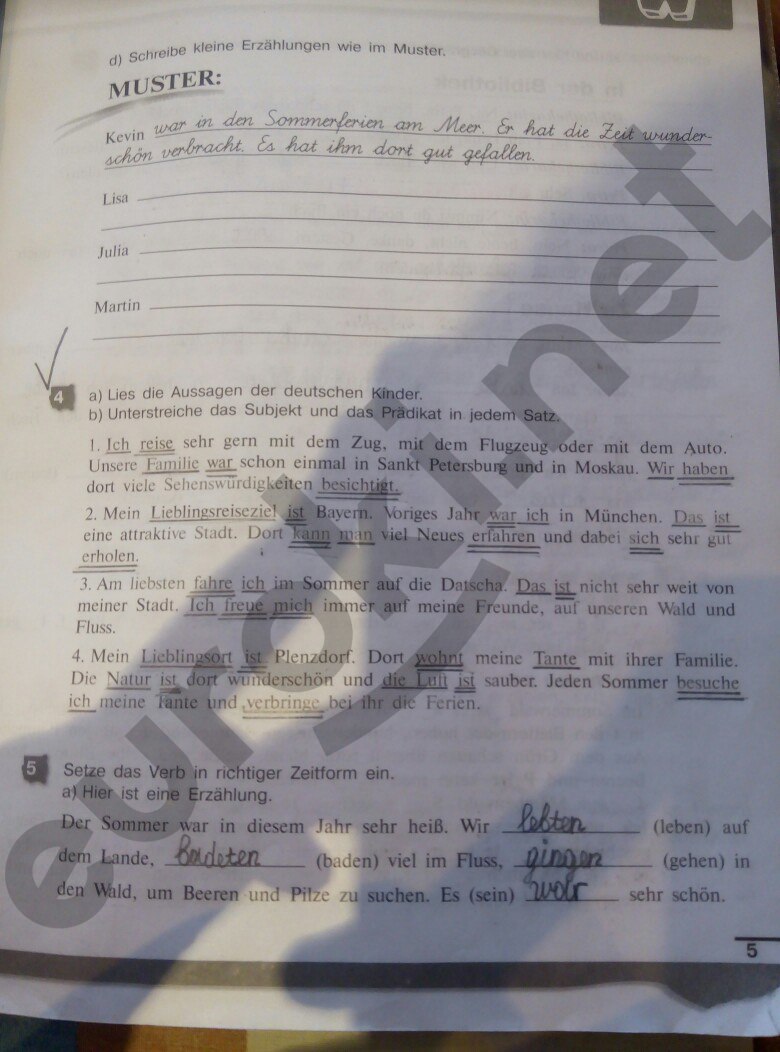 d) Schreibe kleine Erzählungen wie im Muster.
MUSTER:
Kevin war in den Sommerferien am Meer. Er hat die Zeit wunder-
schön verbracht. Es hat ihm dort gut gefallen.
Lisa
Julia
Martin
4 a) Lies die Aussagen der deutschen Kinder.
b) Unterstreiche das Subjekt und das Prädikat in jedem Satz.
1. Ich reise sehr gern mit dem Zug, mit dem Flugzeug oder mit dem Auto.
Unsere Familie war schon einmal in Sankt Petersburg und in Moskau. Wir haben
dort viele Sehenswürdigkeiten besichtigt.
2. Mein Lieblingsreiseziel ist Bayern. Voriges Jahr war ich in München. Das ist
eine attraktive Stadt. Dort kann man viel Neues erfahren und dabei sich sehr gut
erholen.
3. Am liebsten fahre ich im Sommer auf die Datscha. Das ist nicht sehr weit von
meiner Stadt. Ich freue mich immer auf meine Freunde, auf unseren Wald und
Fluss.
4. Mein Lieblingsort ist Plenzdorf. Dort wohnt meine Tante mit ihrer Familie.
Die Natur ist dort wunderschön und die Luft ist sauber. Jeden Sommer besuche
ich meine Tante und verbringe bei ihr die Ferien.
5 Setze das Verb in richtiger Zeitform ein.
a) Hier ist eine Erzählung.
Der Sommer war in diesem Jahr sehr heiß. Wir lebten (leben) auf
dem Lande, badeten (baden) viel im Fluss, gingen (gehen) in
den Wald, um Beeren und Pilze zu suchen. Es (sein) war sehr schön.
5
eurokinet